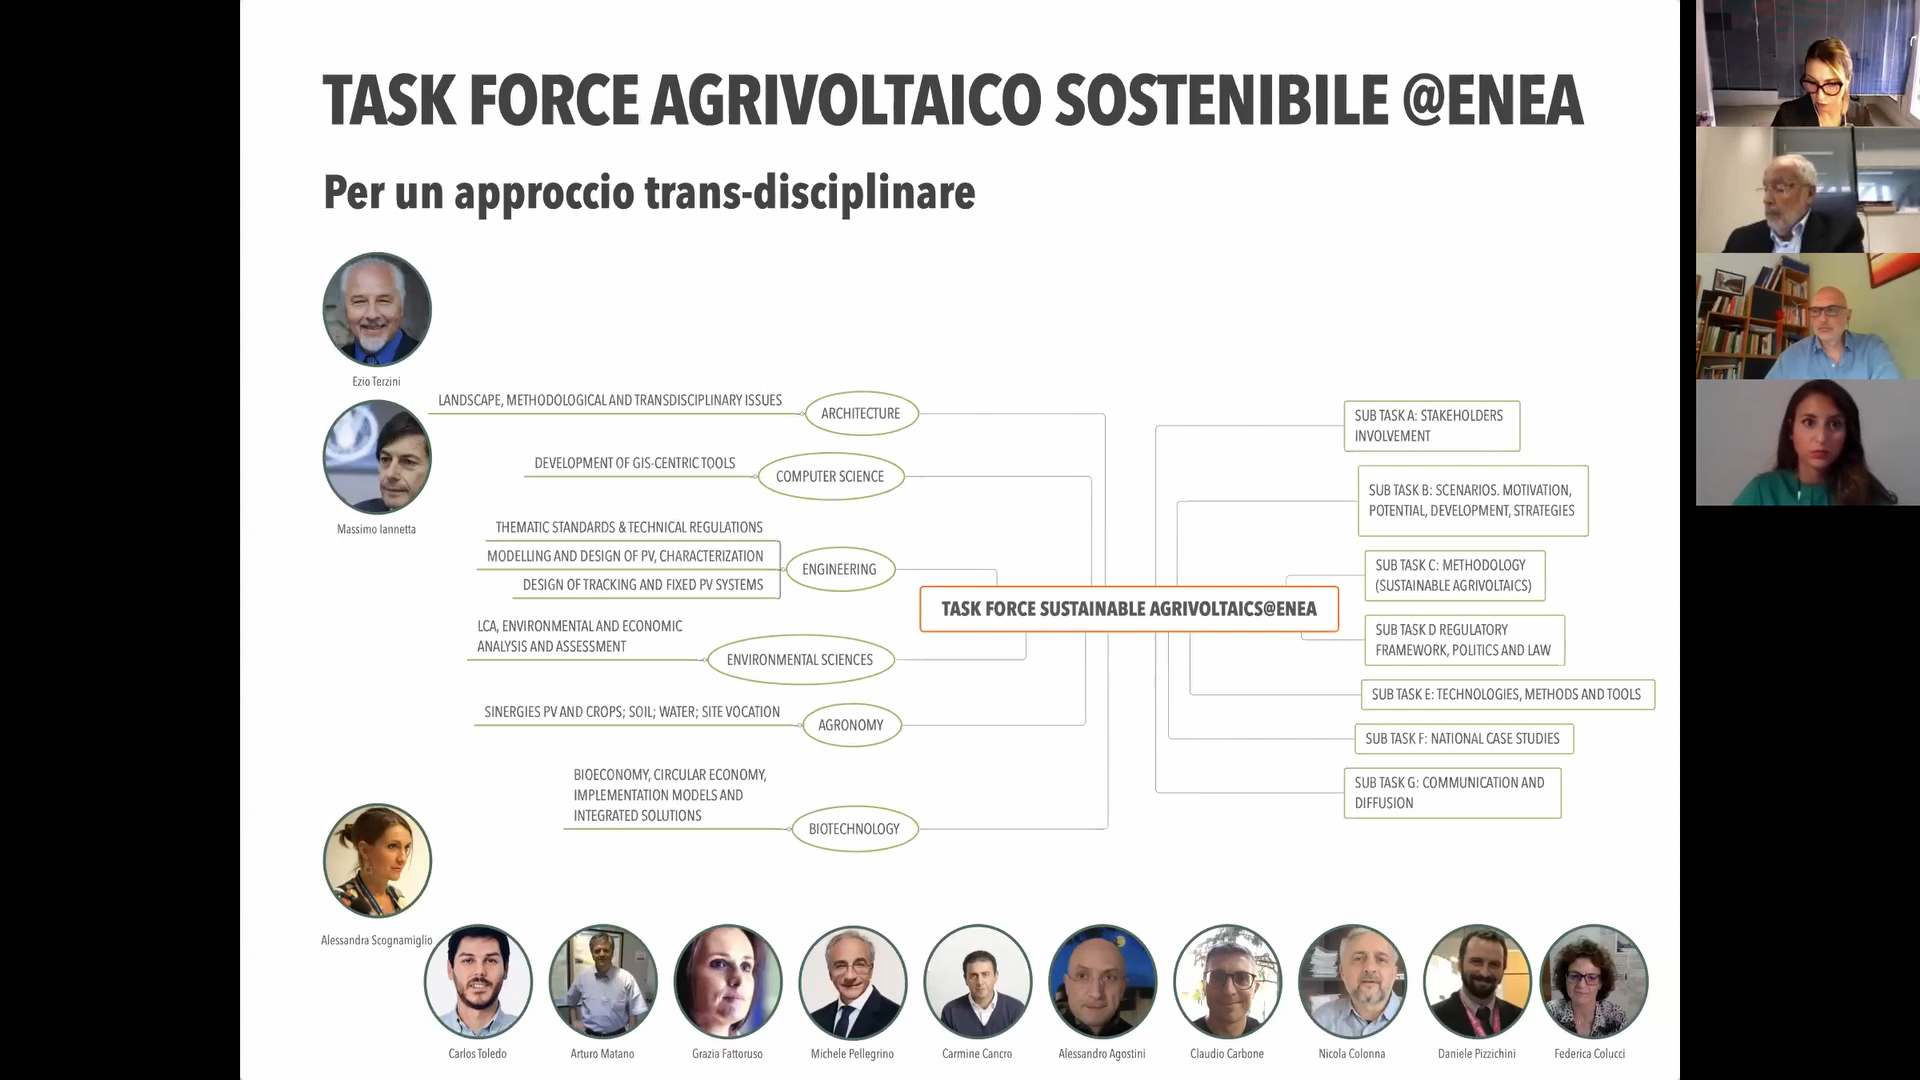 TASK FORCE AGRIVOLTAICO SOSTENIBILE @ENEA
Per un approccio trans-disciplinare
Ezio Terzini
Massimo Iannetta
LANDSCAPE, METHODOLOGICAL AND TRANSDISCIPLINARY ISSUES
ARCHITECTURE
DEVELOPMENT OF GIS-CENTRIC TOOLS
COMPUTER SCIENCE
THEMATIC STANDARDS & TECHNICAL REGULATIONS
MODELLING AND DESIGN OF PV, CHARACTERIZATION
DESIGN OF TRACKING AND FIXED PV SYSTEMS
ENGINEERING
LCA, ENVIRONMENTAL AND ECONOMIC
ANALYSIS AND ASSESSMENT
ENVIRONMENTAL SCIENCES
SINERGIES PV AND CROPS; SOIL; WATER; SITE VOCATION
AGRONOMY
BIOECONOMY, CIRCULAR ECONOMY,
IMPLEMENTATION MODELS AND
INTEGRATED SOLUTIONS
BIOTECHNOLOGY
TASK FORCE SUSTAINABLE AGRIVOLTAICS@ENEA
SUB TASK A: STAKEHOLDERS
INVOLVEMENT
SUB TASK B: SCENARIOS. MOTIVATION,
POTENTIAL, DEVELOPMENT, STRATEGIES
SUB TASK C: METHODOLOGY
(SUSTAINABLE AGRIVOLTAICS)
SUB TASK D REGULATORY
FRAMEWORK, POLITICS AND LAW
SUB TASK E: TECHNOLOGIES, METHODS AND TOOLS
SUB TASK F: NATIONAL CASE STUDIES
SUB TASK G: COMMUNICATION AND
DIFFUSION
Alessandra Scognamiglio
Carlos Toledo
Arturo Matano
Grazia Fattoruso
Michele Pellegrino
Carmine Cancro
Alessandro Agostini
Claudio Carbone
Nicola Colonna
Daniele Pizzichini
Federica Colucci